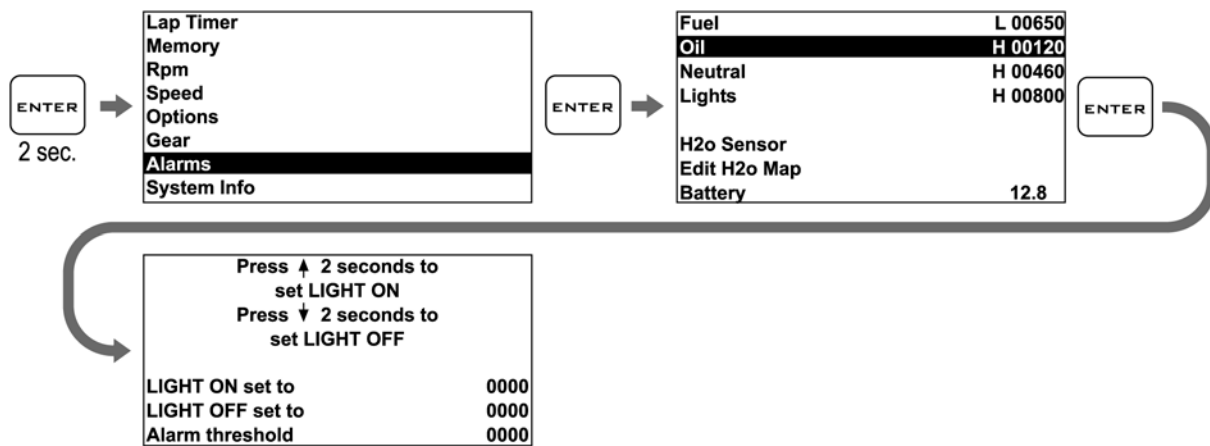 ENTER
2 sec.
Lap Timer
Memory
Rpm
Speed
Options
Gear
Alarms
System Info
ENTER
Fuel L 00650
Oil H 00120
Neutral H 00460
Lights H 00800
H2o Sensor
Edit H2o Map
Battery 12.8
ENTER
Press ↑ 2 seconds to
set LIGHT ON
Press ↓ 2 seconds to
set LIGHT OFF
LIGHT ON set to 0000
LIGHT OFF set to 0000
Alarm threshold 0000